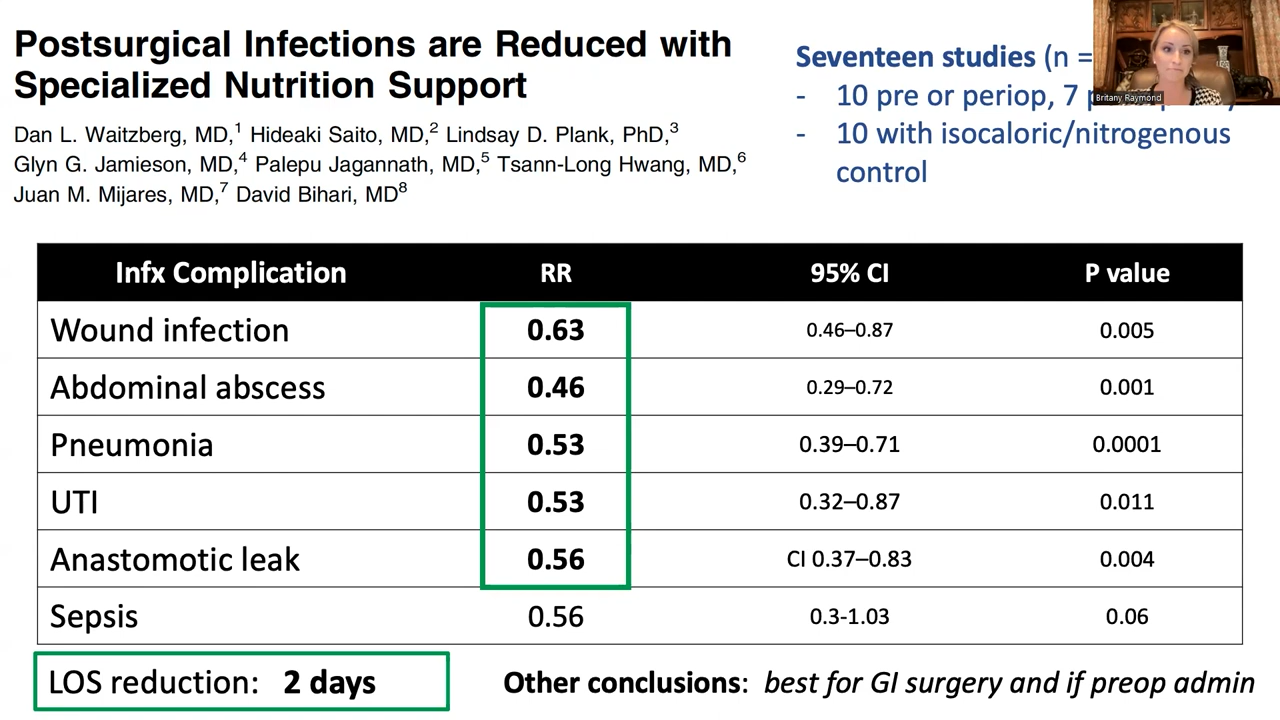 Postsurgical Infections are Reduced with
Specialized Nutrition Support
Dan L. Waitzberg, MD,1 Hideaki Saito, MD,2 Lindsay D. Plank, PhD,3
Glyn G. Jamieson, MD,4 Palepu Jagannath, MD,5 Tsann-Long Hwang, MD,6
Juan M. Mijares, MD,7 David Bihari, MD8
Seventeen studies (n =
- 10 pre or periop, 7
- 10 with isocaloric/nitrogenous
control
Britany Raymond
Infx Complication RR 95% CI P value
Wound infection 0.63 0.46–0.87 0.005
Abdominal abscess 0.46 0.29–0.72 0.001
Pneumonia 0.53 0.39–0.71 0.0001
UTI 0.53 0.32–0.87 0.011
Anastomotic leak 0.56 CI 0.37–0.83 0.004
Sepsis 0.56 0.3-1.03 0.06
LOS reduction: 2 days
Other conclusions: best for GI surgery and if preop admin